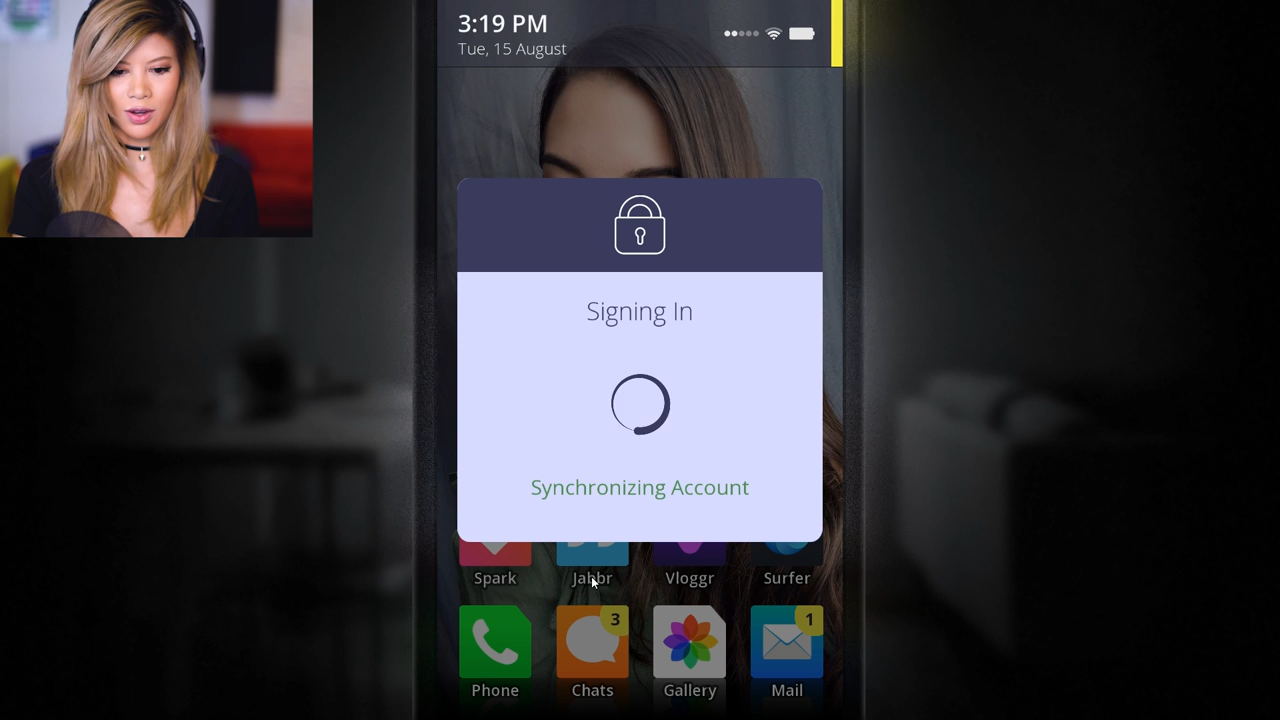 3:19 PM
Tue, 15 August
Signing In
Synchronizing Account
Spark
Jabbr
Vloggr
Surfer
3
1
Phone
Chats
Gallery
Mail